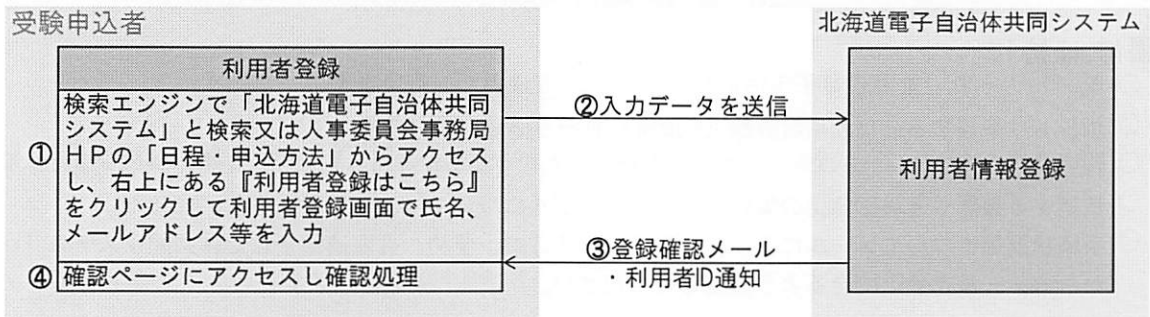 受験申込者
北海道電子自治体共同システム
利用者登録
①
検索エンジンで「北海道電子自治体共同
システム」と検索又は人事委員会事務局
ＨＰの「日程・申込方法」からアクセス
し、右上にある『利用者登録はこちら』
をクリックして利用者登録画面で氏名、
メールアドレス等を入力
②入力データを送信
利用者情報登録
③登録確認メール
・利用者ID通知
④確認ページにアクセスし確認処理